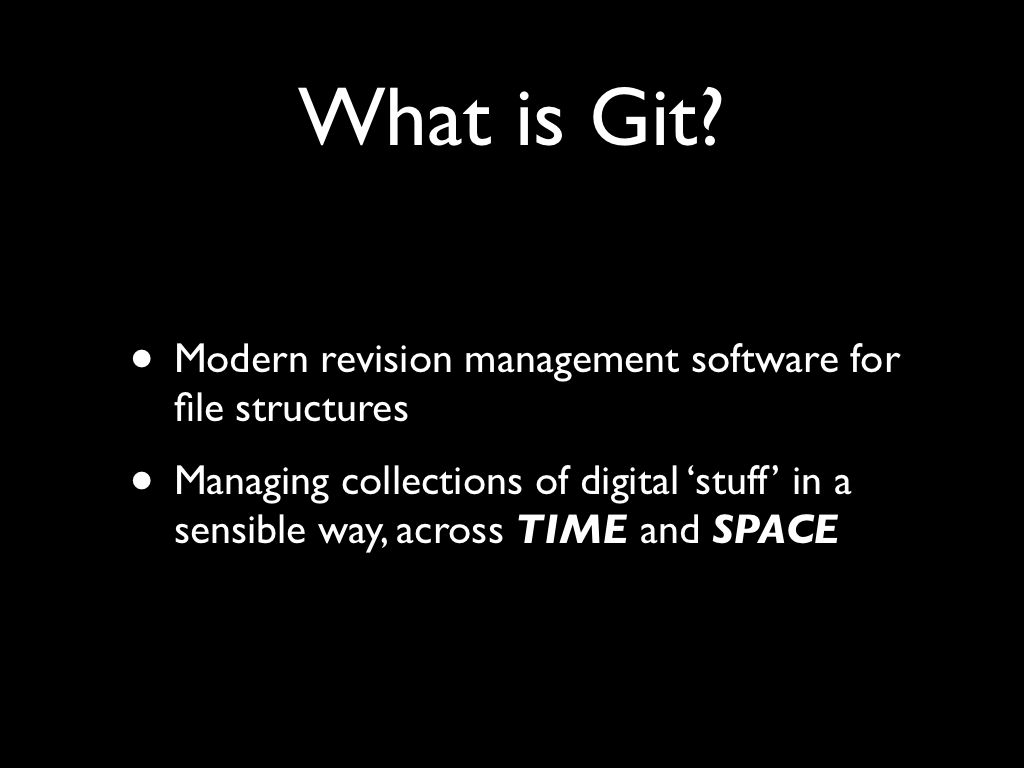 What is Git?
• Modern revision management software for
file structures
• Managing collections of digital ‘stuff’ in a
sensible way, across TIME and SPACE